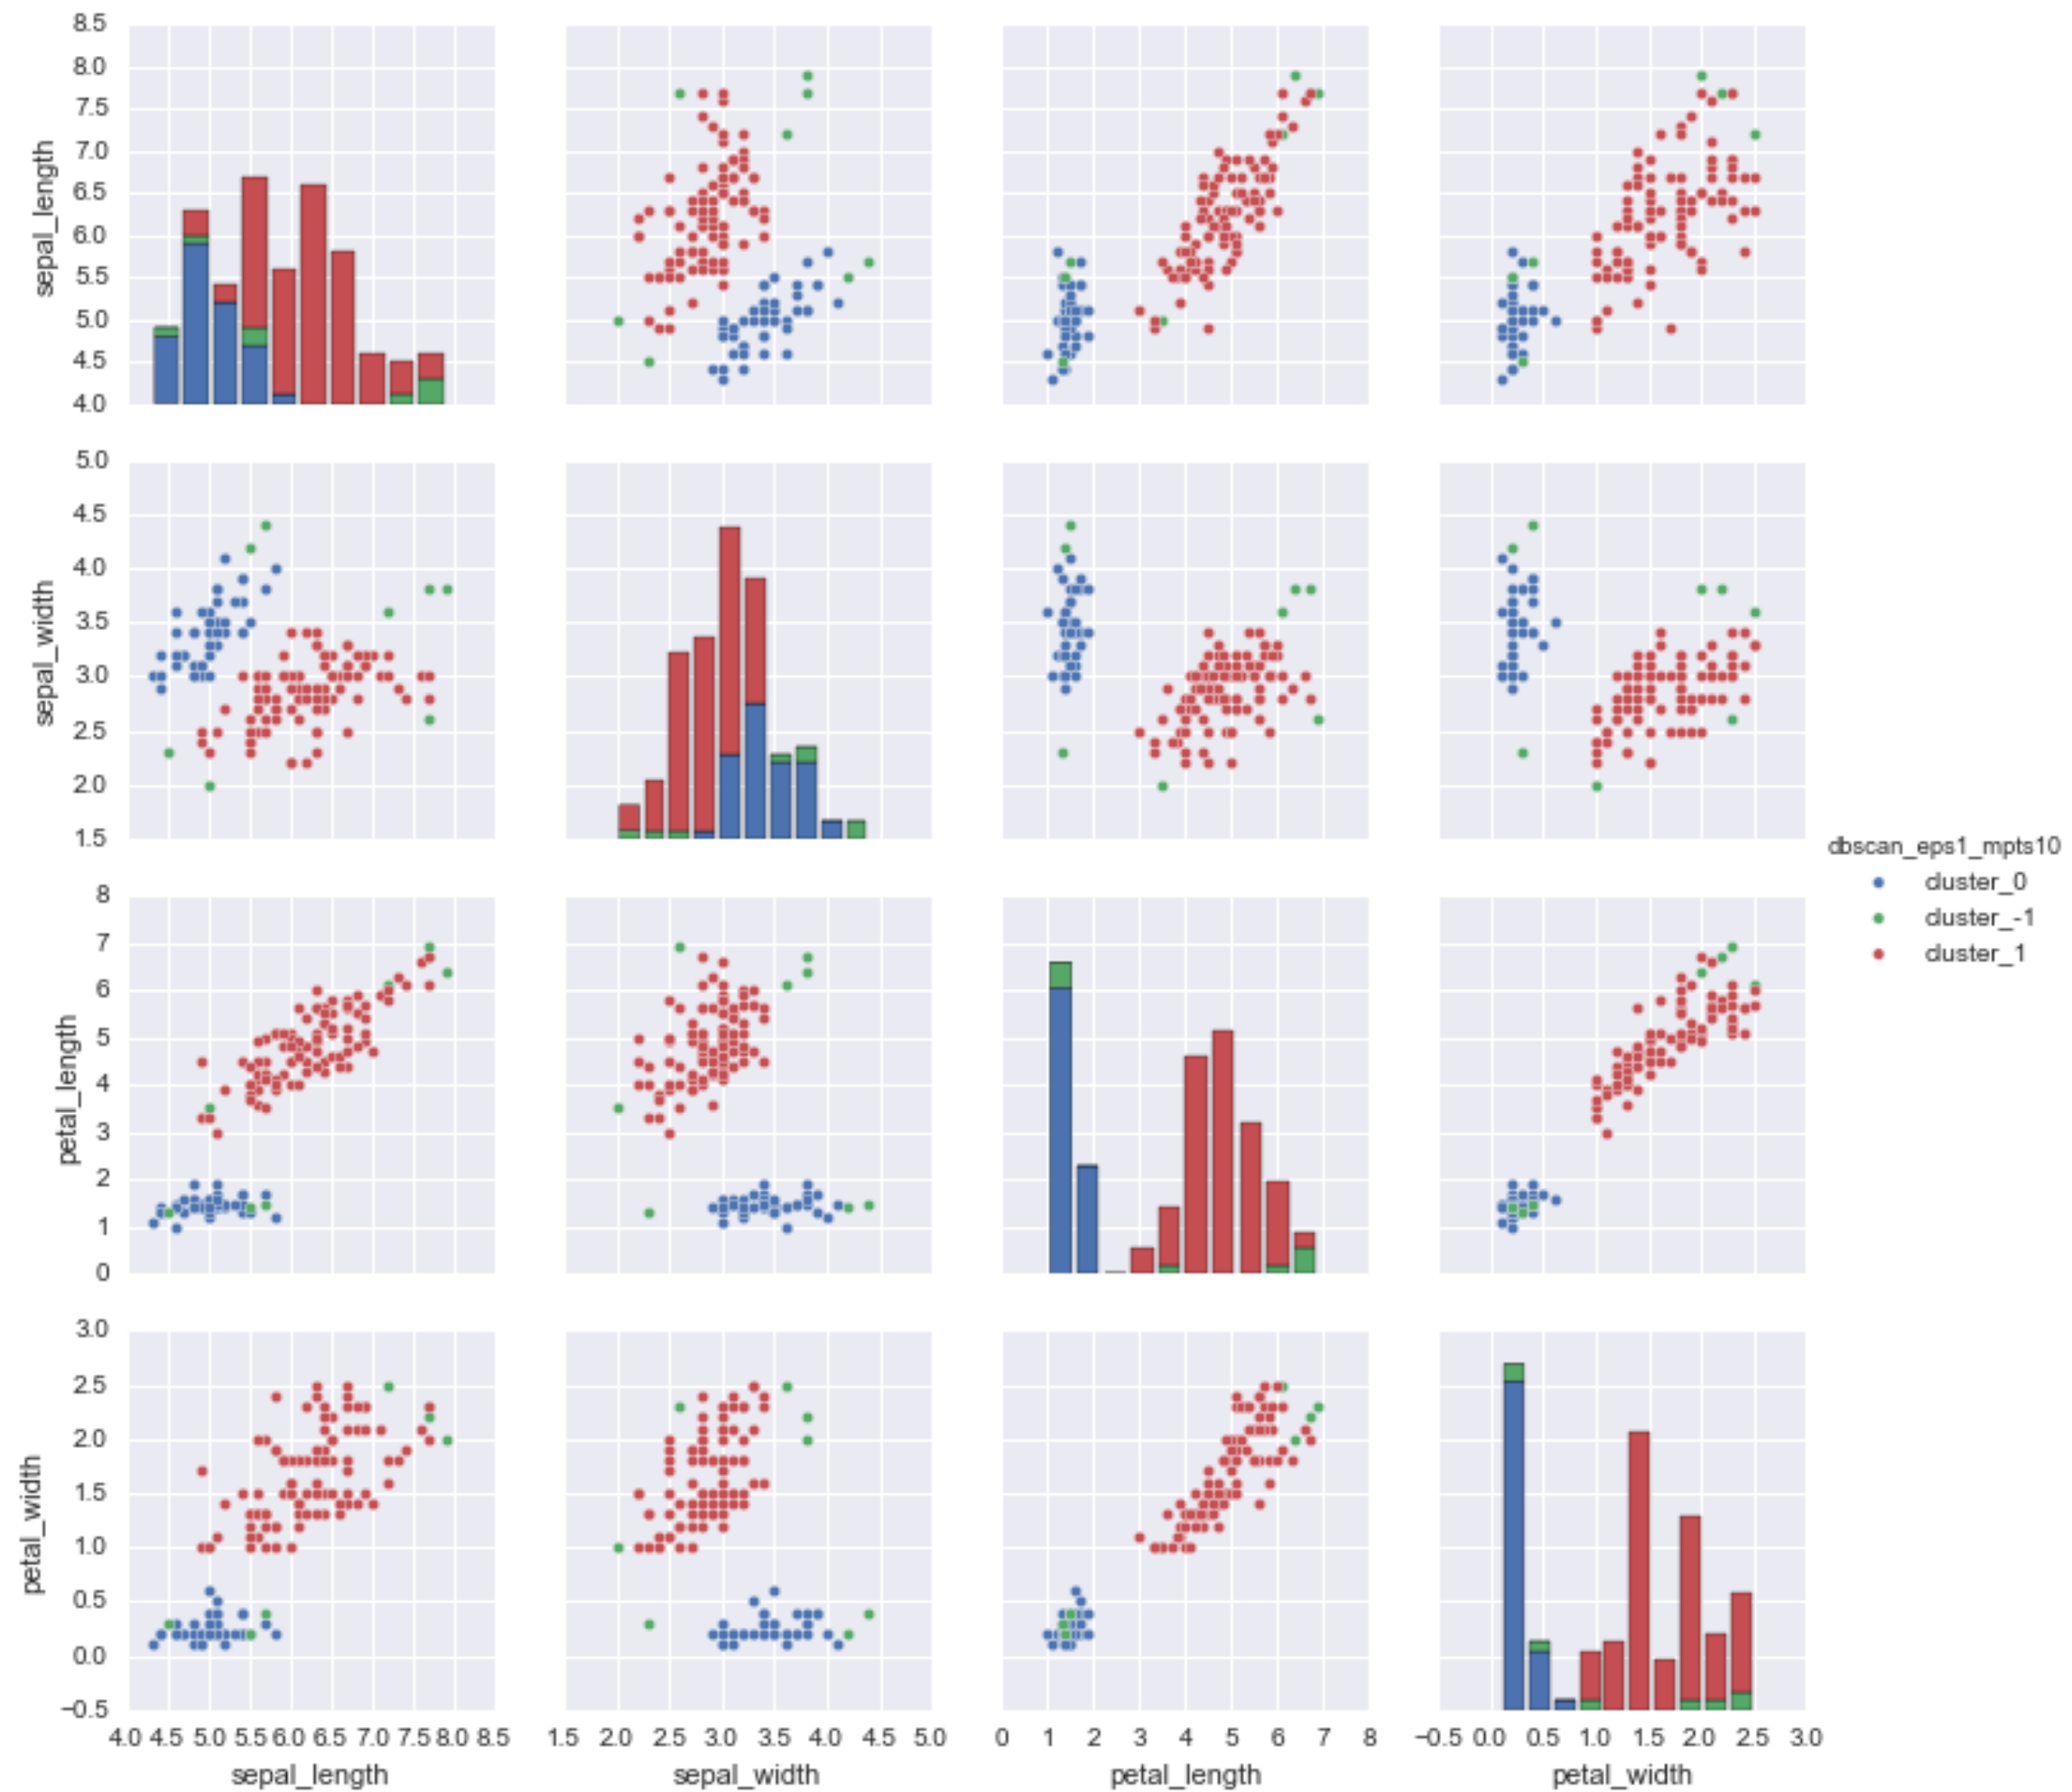 8.5
8.0
7.5
7.0
6.5
6.0
5.5
5.0
4.5
4.0
sepal_length
5.0
4.5
4.0
3.5
3.0
2.5
2.0
1.5
sepal_width
8
7
6
5
4
3
2
1
0
petal_length
3.0
2.5
2.0
1.5
1.0
0.5
0.0
−0.5
petal_width
4.0 4.5 5.0 5.5 6.0 6.5 7.0 7.5 8.0 8.5
sepal_length
1.5 2.0 2.5 3.0 3.5 4.0 4.5 5.0
sepal_width
0 1 2 3 4 5 6 7 8
petal_length
−0.5 0.0 0.5 1.0 1.5 2.0 2.5 3.0
petal_width
dbscan_eps1_mpts10
cluster_0
cluster_-1
cluster_1